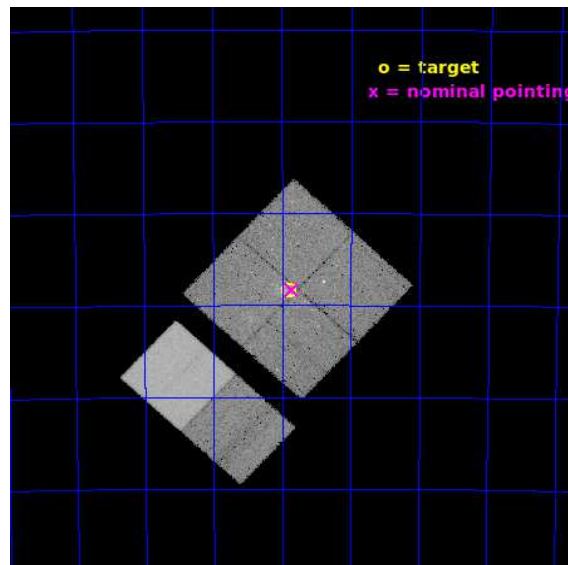 o = target
x = nominal pointing